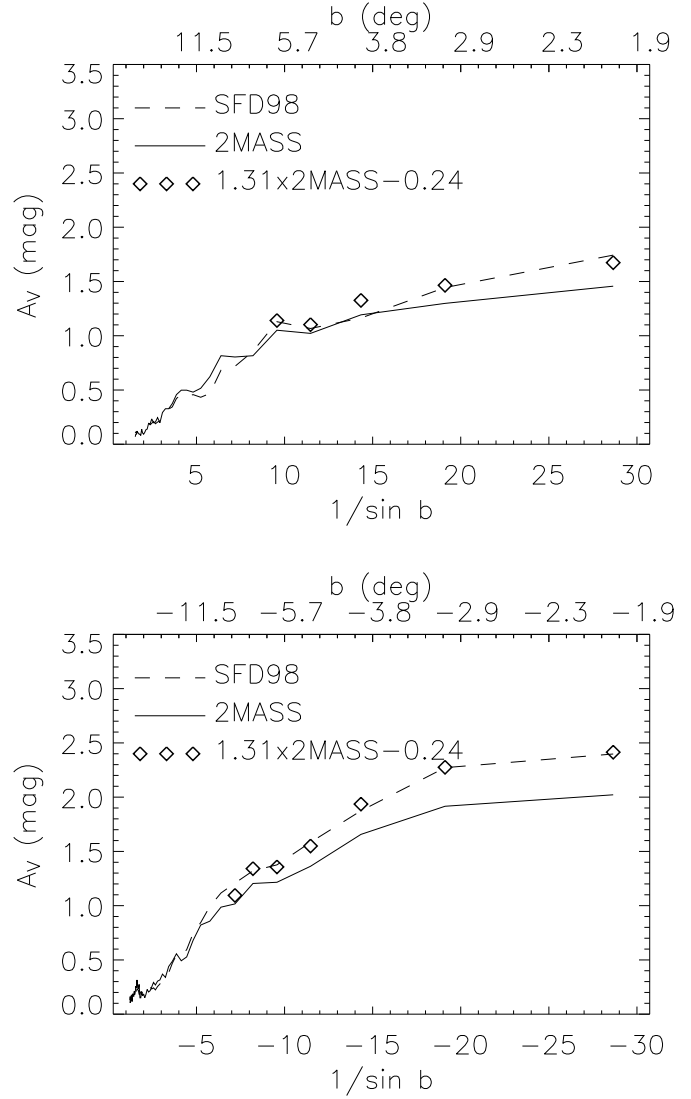 b (deg)
11.5 5.7 3.8 2.9 2.3 1.9
3.5
SFD98
3.0
2MASS
2.5
1.31x2MASS−0.24
2.0
1.5
1.0
0.5
0.0
Av (mag)
5 10 15 20 25 30
1/sin b
b (deg)
−11.5 −5.7 −3.8 −2.9 −2.3 −1.9
3.5
SFD98
3.0
2MASS
2.5
1.31x2MASS−0.24
2.0
1.5
1.0
0.5
0.0
Av (mag)
−5 −10 −15 −20 −25 −30
1/sin b